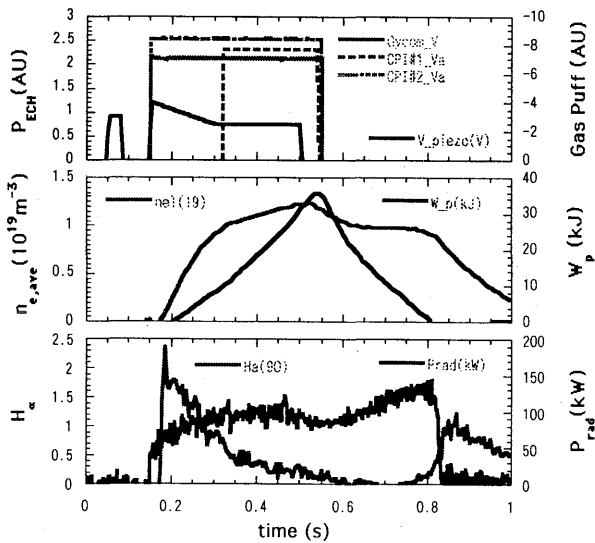 P_ECH (AU)
3
2.5
2
1.5
1
0.5
0
Gycom_V
CPI#1_Va
CPI#2_Va
V_piezo(V)
-10
-8
-6
-4
-2
0
Gas Puff (AU)
n_e,ave (10^19 m^-3)
1.5
1
0.5
0
nel(19)
W_p(kJ)
40
30
20
10
0
W_p (kJ)
H_α
2.5
2
1.5
1
0.5
0
Ha(90)
Prad(kW)
200
150
100
50
0
P_rad (kW)
0 0.2 0.4 0.6 0.8 1
time (s)